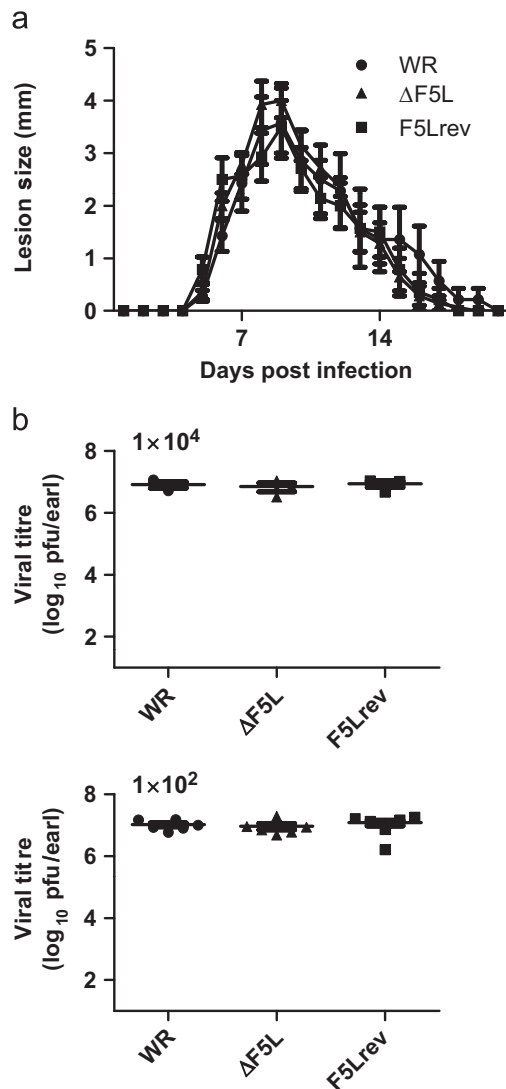 a
Lesion size (mm)
5
4
3
2
1
0
WR
ΔF5L
F5Lrev
7
14
Days post infection
b
Viral titre
(log₁₀ pfu/earl)
8
6
4
2
1×10⁴
WR
ΔF5L
F5Lrev
Viral titre
(log₁₀ pfu/earl)
8
6
4
2
1×10²
WR
ΔF5L
F5Lrev